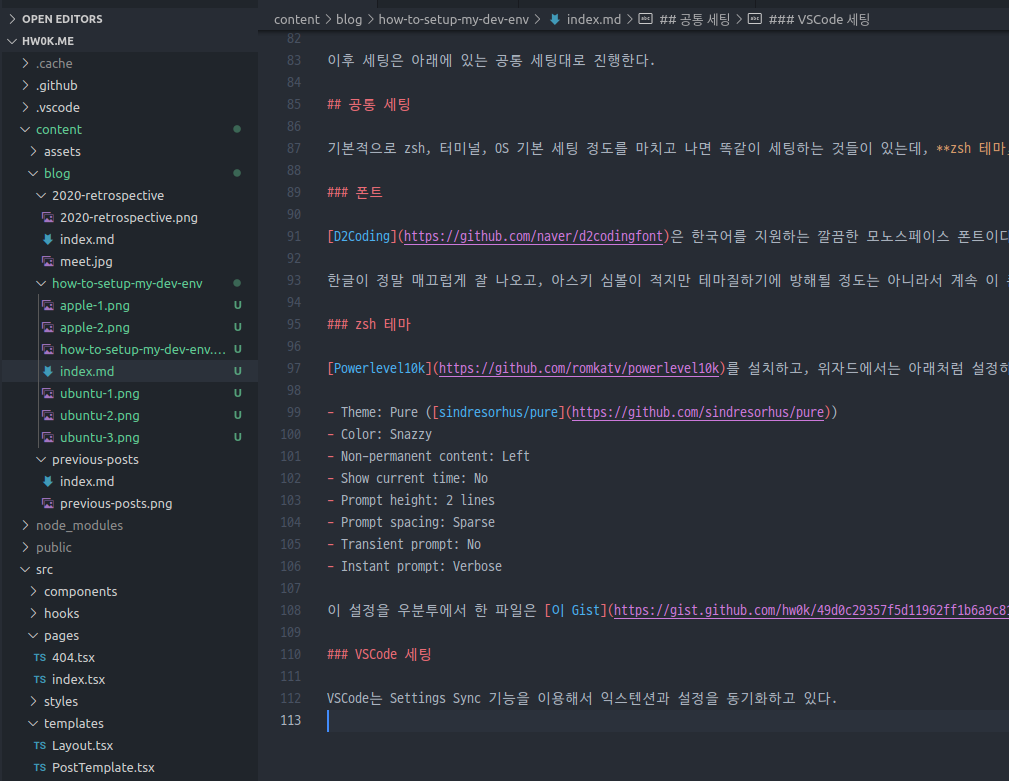 OPEN EDITORS
HW0K.ME
.cache
.github
.vscode
content
assets
blog
2020-retrospective
2020-retrospective.png
index.md
meet.jpg
how-to-setup-my-dev-env
apple-1.png U
apple-2.png U
how-to-setup-my-dev-env.... U
index.md U
ubuntu-1.png U
ubuntu-2.png U
ubuntu-3.png U
previous-posts
index.md
previous-posts.png
node_modules
public
src
components
hooks
pages
TS 404.tsx
TS index.tsx
styles
templates
TS Layout.tsx
TS PostTemplate.tsx
content > blog > how-to-setup-my-dev-env > index.md > abc ## 공통 세팅 > abc ### VSCode 세팅
82
83 이후 세팅은 아래에 있는 공통 세팅대로 진행한다.
84
85 ## 공통 세팅
86
87 기본적으로 zsh, 터미널, OS 기본 세팅 정도를 마치고 나면 똑같이 세팅하는 것들이 있는데, **zsh 테마,
88
89 ### 폰트
90
91 [D2Coding](https://github.com/naver/d2codingfont)은 한국어를 지원하는 깔끔한 모노스페이스 폰트이다
92
93 한글이 정말 매끄럽게 잘 나오고, 아스키 심볼이 적지만 테마질하기에 방해될 정도는 아니라서 계속 이
94
95 ### zsh 테마
96
97 [Powerlevel10k](https://github.com/romkatv/powerlevel10k)를 설치하고, 위자드에서는 아래처럼 설정하
98
99 - Theme: Pure ([sindresorhus/pure](https://github.com/sindresorhus/pure))
100 - Color: Snazzy
101 - Non-permanent content: Left
102 - Show current time: No
103 - Prompt height: 2 lines
104 - Prompt spacing: Sparse
105 - Transient prompt: No
106 - Instant prompt: Verbose
107
108 이 설정을 우분투에서 한 파일은 [이 Gist](https://gist.github.com/hw0k/49d0c29357f5d11962ff1b6a9c81
109
110 ### VSCode 세팅
111
112 VSCode는 Settings Sync 기능을 이용해서 익스텐션과 설정을 동기화하고 있다.
113